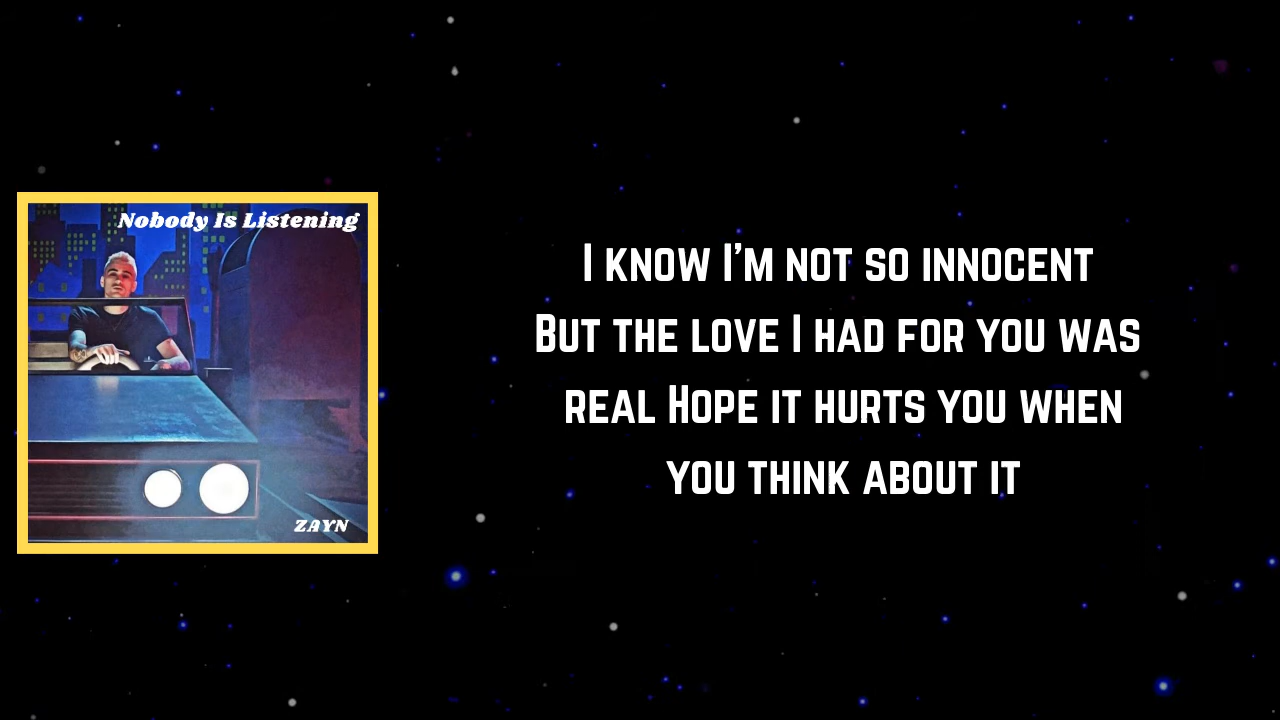 Nobody Is Listening
ZAYN
I KNOW I’M NOT SO INNOCENT
BUT THE LOVE I HAD FOR YOU WAS
REAL HOPE IT HURTS YOU WHEN
YOU THINK ABOUT IT